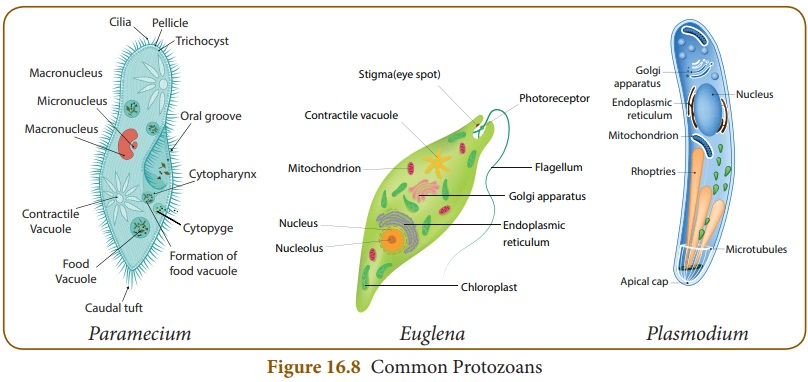 Cilia
Pellicle
Trichocyst
Macronucleus
Micronucleus
Macronucleus
Oral groove
Cytopharynx
Contractile
Vacuole
Cytopyge
Formation of
food vacuole
Food
Vacuole
Caudal tuft
Paramecium
Stigma(eye spot)
Photoreceptor
Contractile vacuole
Mitochondrion
Flagellum
Golgi apparatus
Nucleus
Endoplasmic
reticulum
Nucleolus
Chloroplast
Euglena
Golgi
apparatus
Nucleus
Endoplasmic
reticulum
Mitochondrion
Rhoptries
Microtubules
Apical cap
Plasmodium
Figure 16.8 Common Protozoans